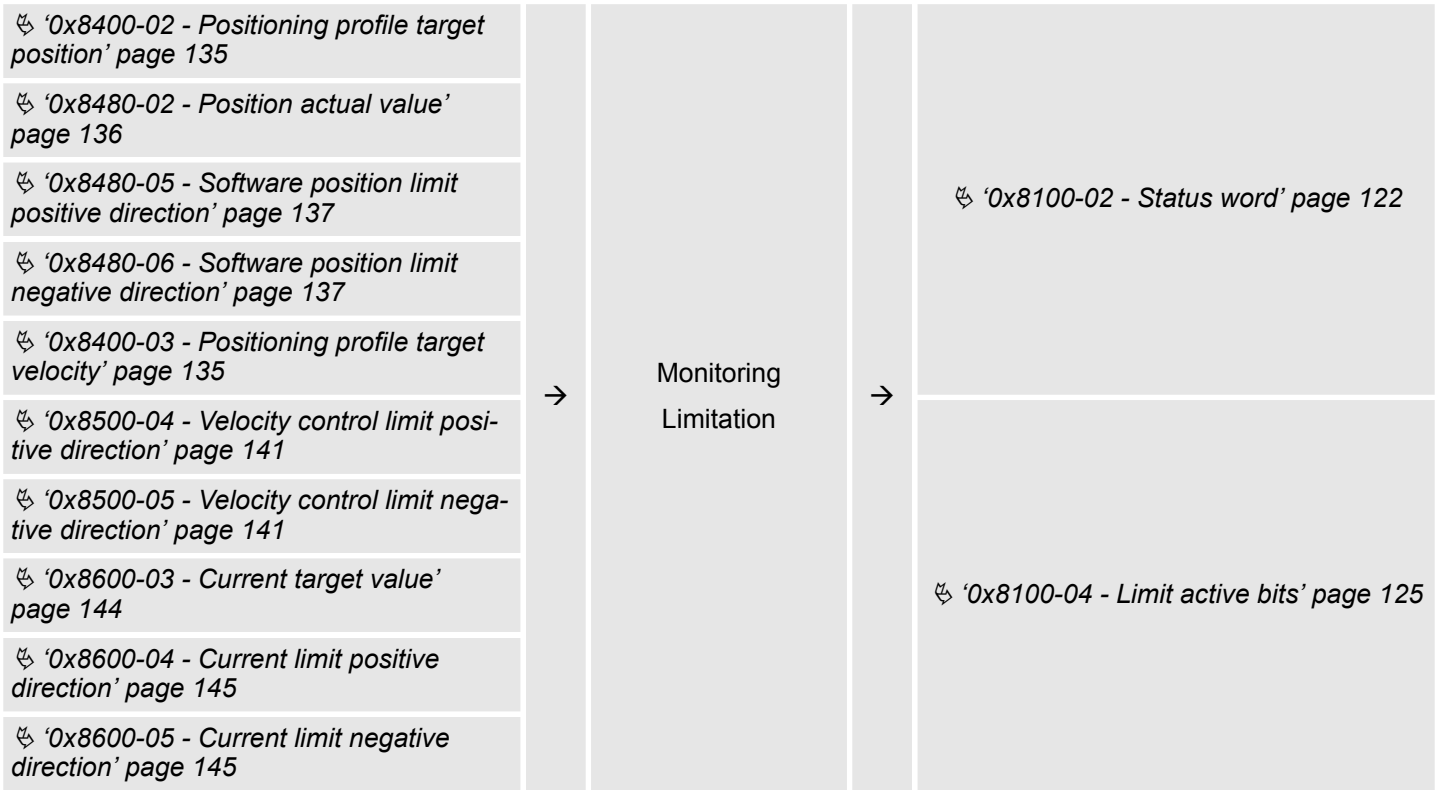 ↳ ‘0x8400-02 - Positioning profile target
position’ page 135
↳ ‘0x8480-02 - Position actual value’
page 136
↳ ‘0x8480-05 - Software position limit
positive direction’ page 137
↳ ‘0x8480-06 - Software position limit
negative direction’ page 137
↳ ‘0x8400-03 - Positioning profile target
velocity’ page 135
↳ ‘0x8500-04 - Velocity control limit posi-
tive direction’ page 141
↳ ‘0x8500-05 - Velocity control limit nega-
tive direction’ page 141
↳ ‘0x8600-03 - Current target value’
page 144
↳ ‘0x8600-04 - Current limit positive
direction’ page 145
↳ ‘0x8600-05 - Current limit negative
direction’ page 145
→
Monitoring
Limitation
→
↳ ‘0x8100-02 - Status word’ page 122
↳ ‘0x8100-04 - Limit active bits’ page 125